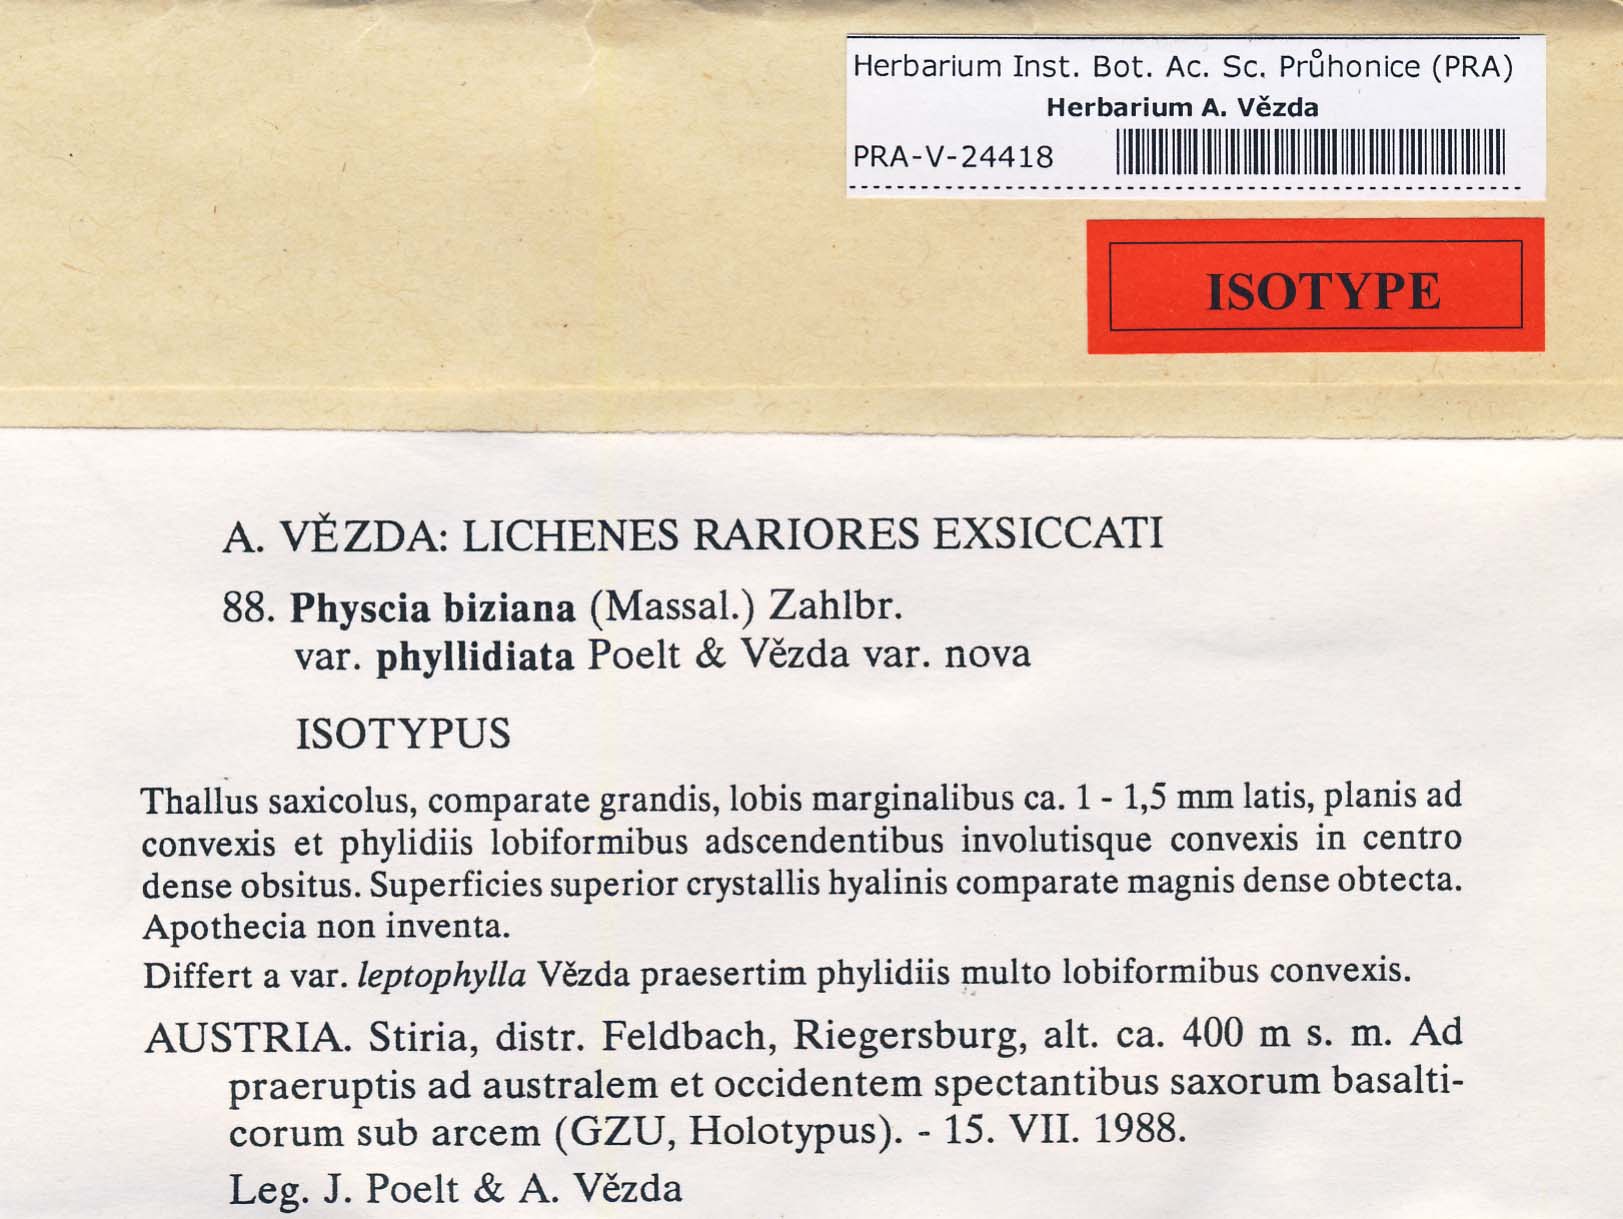 Herbarium Inst. Bot. Ac. Sc. Průhonice (PRA)
Herbarium A. Vězda
PRA-V-24418
ISOTYPE
A. VĚZDA: LICHENES RARIORES EXSICCATI
88. Physcia biziana (Massal.) Zahlbr.
var. phyllidiata Poelt & Vězda var. nova
ISOTYPUS
Thallus saxicolus, comparate grandis, lobis marginalibus ca. 1 - 1,5 mm latis, planis ad
convexis et phylidiis lobiformibus adscendentibus involutisque convexis in centro
dense obsitus. Superficies superior crystallis hyalinis comparate magnis dense obtecta.
Apothecia non inventa.
Differt a var. leptophylla Vězda praesertim phylidiis multo lobiformibus convexis.
AUSTRIA. Stiria, distr. Feldbach, Riegersburg, alt. ca. 400 m s. m. Ad
praeruptis ad australem et occidentem spectantibus saxorum basalti-
corum sub arcem (GZU, Holotypus). - 15. VII. 1988.
Leg. J. Poelt & A. Vězda